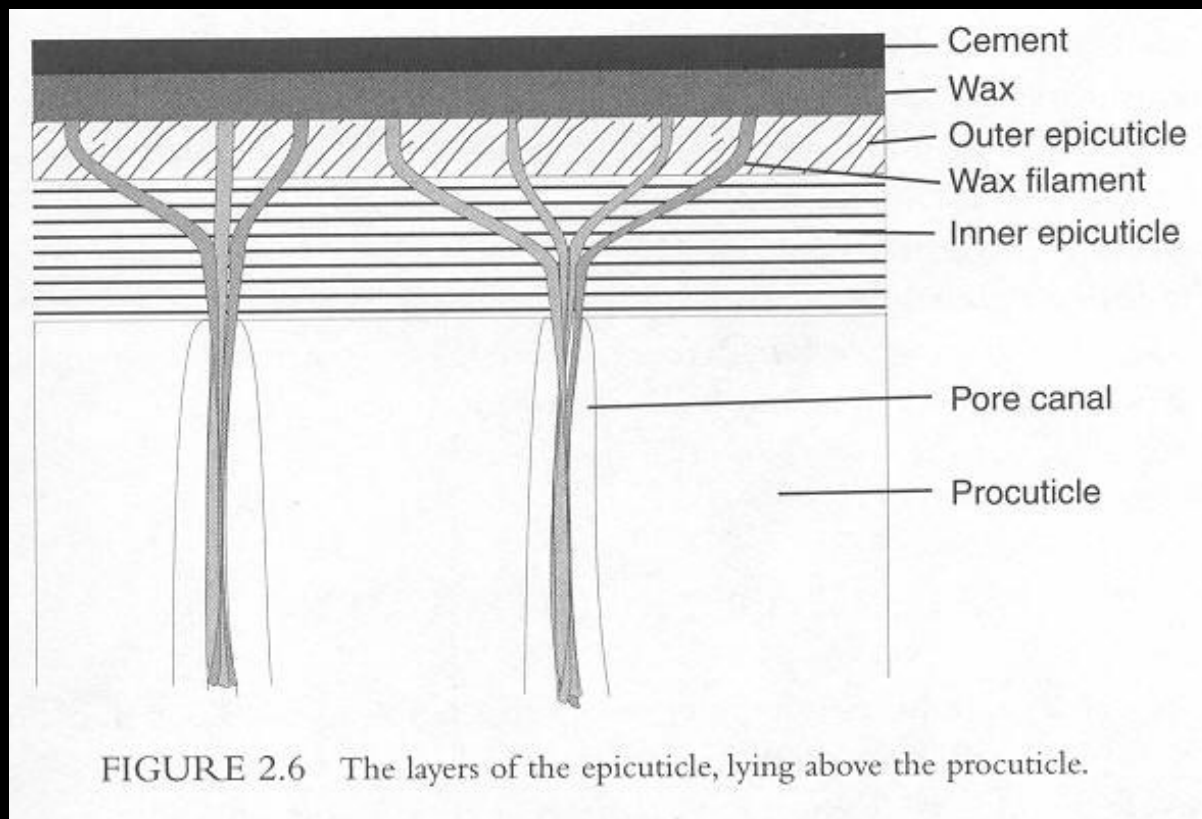 Cement
Wax
Outer epicuticle
Wax filament
Inner epicuticle
Pore canal
Procuticle
FIGURE 2.6 The layers of the epicuticle, lying above the procuticle.